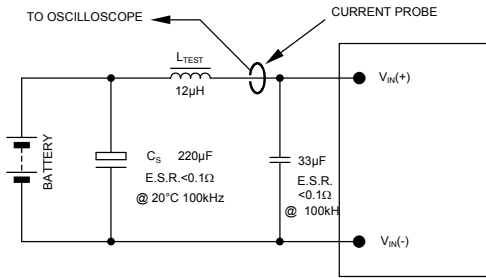 TO OSCILLOSCOPE
CURRENT PROBE
LTEST
12μH
VIN(+)
BATTERY
CS 220μF
E.S.R.<0.1Ω
@ 20°C 100kHz
33μF
E.S.R.
<0.1Ω
@ 100kH
VIN(-)